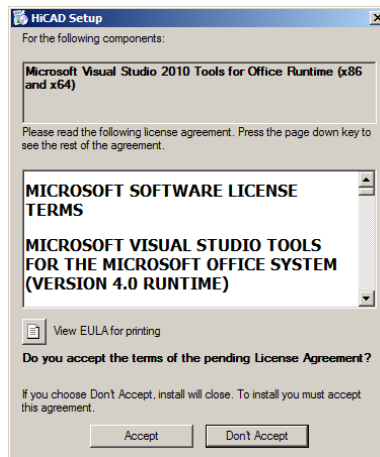 HiCAD Setup
For the following components:
Microsoft Visual Studio 2010 Tools for Office Runtime (x86
and x64)
Please read the following license agreement. Press the page down key to
see the rest of the agreement.
MICROSOFT SOFTWARE LICENSE
TERMS
MICROSOFT VISUAL STUDIO TOOLS
FOR THE MICROSOFT OFFICE SYSTEM
(VERSION 4.0 RUNTIME)
View EULA for printing
Do you accept the terms of the pending License Agreement?
If you choose Don't Accept, install will close. To install you must accept
this agreement.
Accept
Don't Accept